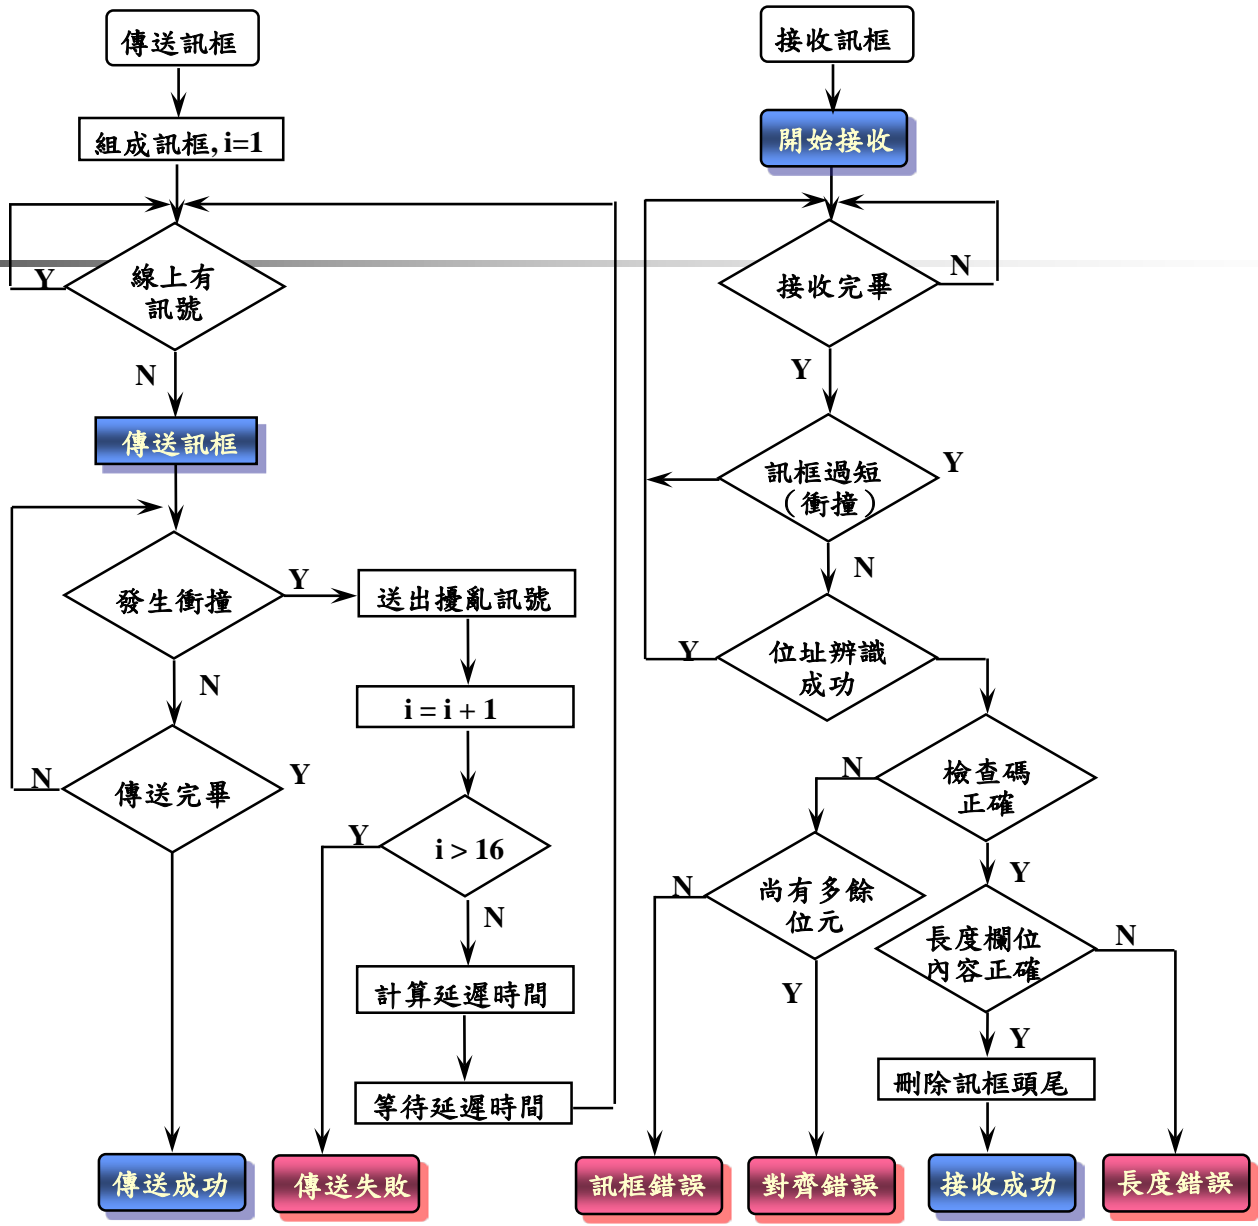 傳送訊框
組成訊框, i=1
Y
線上有
訊號
N
傳送訊框
發生衝撞
Y
送出擾亂訊號
N
i = i + 1
N
傳送完畢
Y
Y
i > 16
N
計算延遲時間
等待延遲時間
傳送成功
傳送失敗
接收訊框
開始接收
接收完畢
N
Y
訊框過短
（衝撞）
Y
N
Y
位址辨識
成功
檢查碼
正確
N
Y
尚有多餘
位元
N
Y
長度欄位
內容正確
N
Y
刪除訊框頭尾
訊框錯誤
對齊錯誤
接收成功
長度錯誤